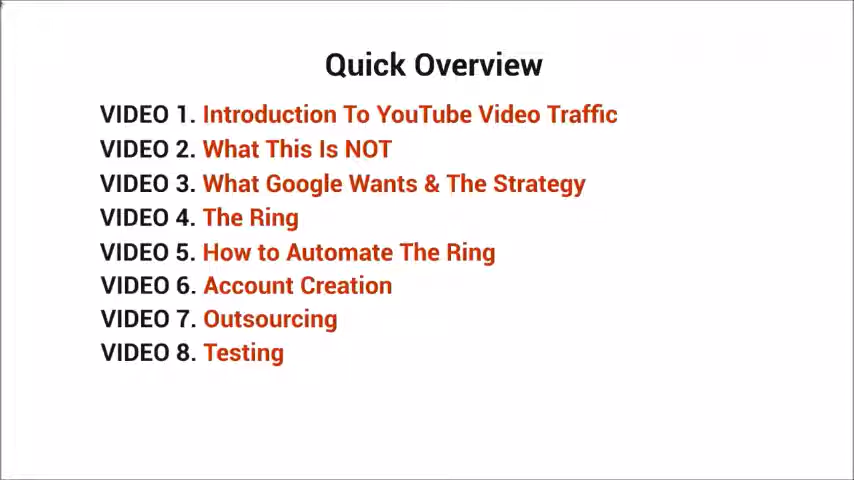 Quick Overview
VIDEO 1. Introduction To YouTube Video Traffic
VIDEO 2. What This Is NOT
VIDEO 3. What Google Wants & The Strategy
VIDEO 4. The Ring
VIDEO 5. How to Automate The Ring
VIDEO 6. Account Creation
VIDEO 7. Outsourcing
VIDEO 8. Testing